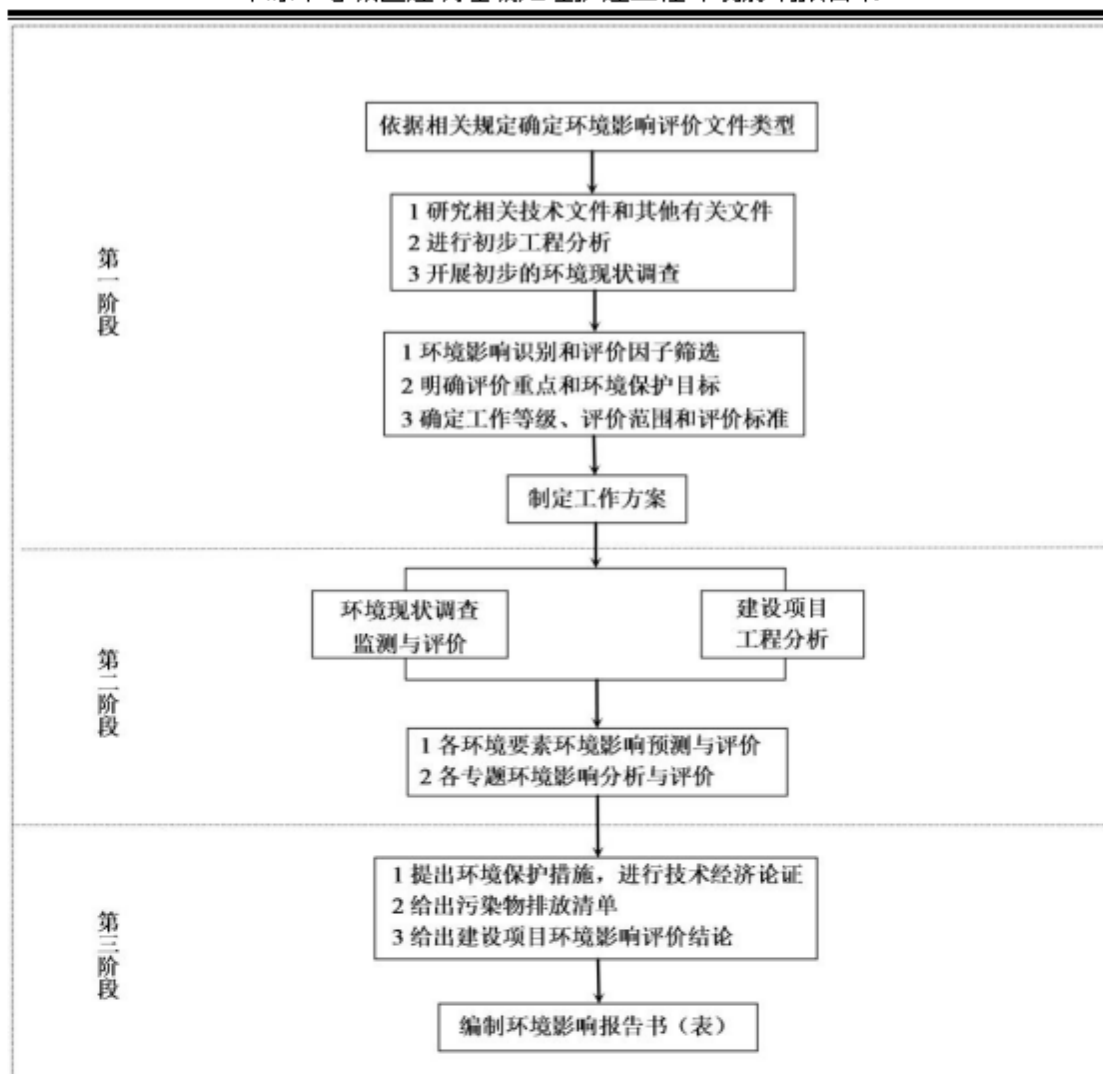 依据相关规定确定环境影响评价文件类型
1 研究相关技术文件和其他有关文件
2 进行初步工程分析
3 开展初步的环境现状调查
第一阶段
1 环境影响识别和评价因子筛选
2 明确评价重点和环境保护目标
3 确定工作等级、评价范围和评价标准
制定工作方案
环境现状调查
监测与评价
建设项目
工程分析
第二阶段
1 各环境要素环境影响预测与评价
2 各专题环境影响分析与评价
1 提出环境保护措施，进行技术经济论证
2 给出污染物排放清单
3 给出建设项目环境影响评价结论
第三阶段
编制环境影响报告书（表）